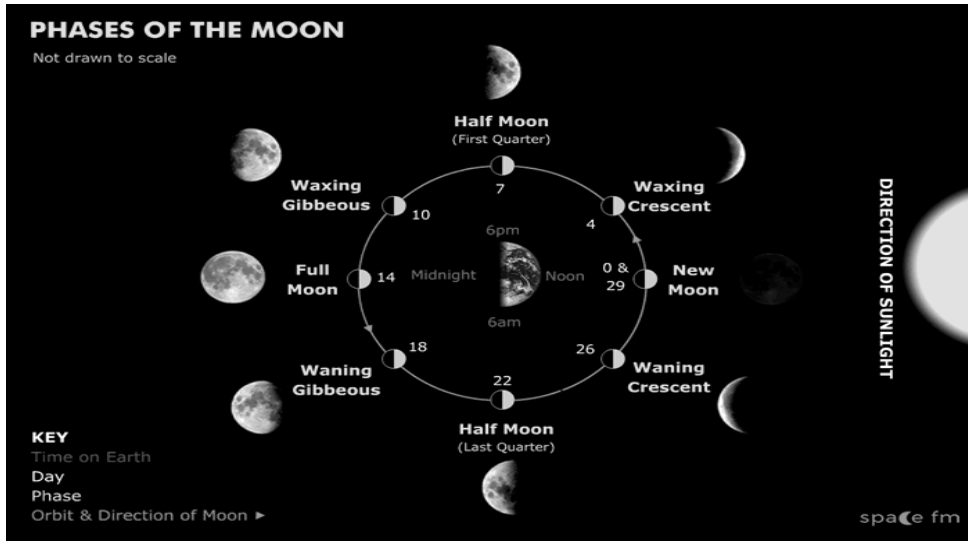 PHASES OF THE MOON
Not drawn to scale
Half Moon
(First Quarter)
7
Waxing
Gibbeous
10
Waxing
Crescent
4
6pm
Full
Moon
14
Midnight
Noon
0 &
29
New
Moon
6am
18
Waning
Gibbeous
22
26
Waning
Crescent
Half Moon
(Last Quarter)
DIRECTION OF SUNLIGHT
KEY
Time on Earth
Day
Phase
Orbit & Direction of Moon ►
space fm